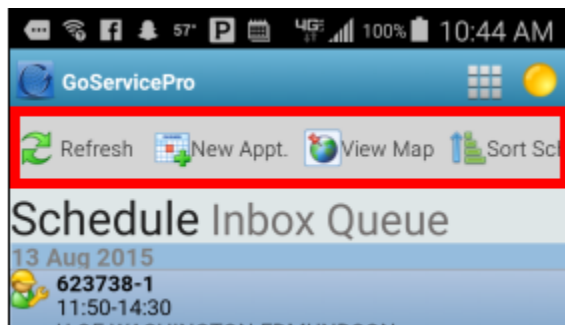 57° P 4G 100% 10:44 AM
GoServicePro
Refresh New Appt. View Map Sort Sch
Schedule Inbox Queue
13 Aug 2015
623738-1
11:50-14:30